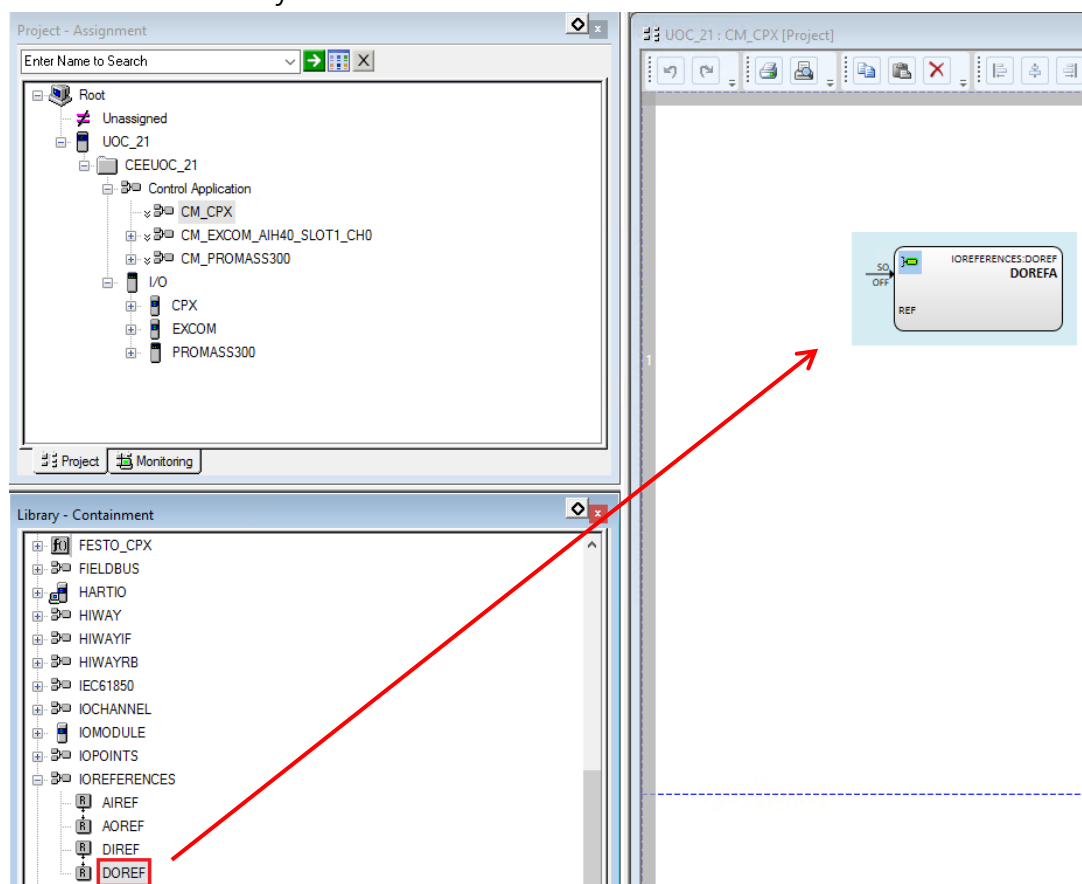 Project - Assignment
Enter Name to Search
Root
Unassigned
UOC_21
CEEUOC_21
Control Application
CM_CPX
CM_EXCOM_AIH40_SLOT1_CH0
CM_PROMASS300
I/O
CPX
EXCOM
PROMASS300
Project
Monitoring
Library - Containment
FESTO_CPX
FIELDBUS
HARTIO
HIWAY
HIWAYIF
HIWAYRB
IEC61850
IOCHANNEL
IOMODULE
IOPOINTS
IOREFERENCES
AIREF
AOREF
DIREF
DOREF
UOC_21 : CM_CPX [Project]
1
SO
OFF
IOREFERENCES:DOREF
DOREFA
REF